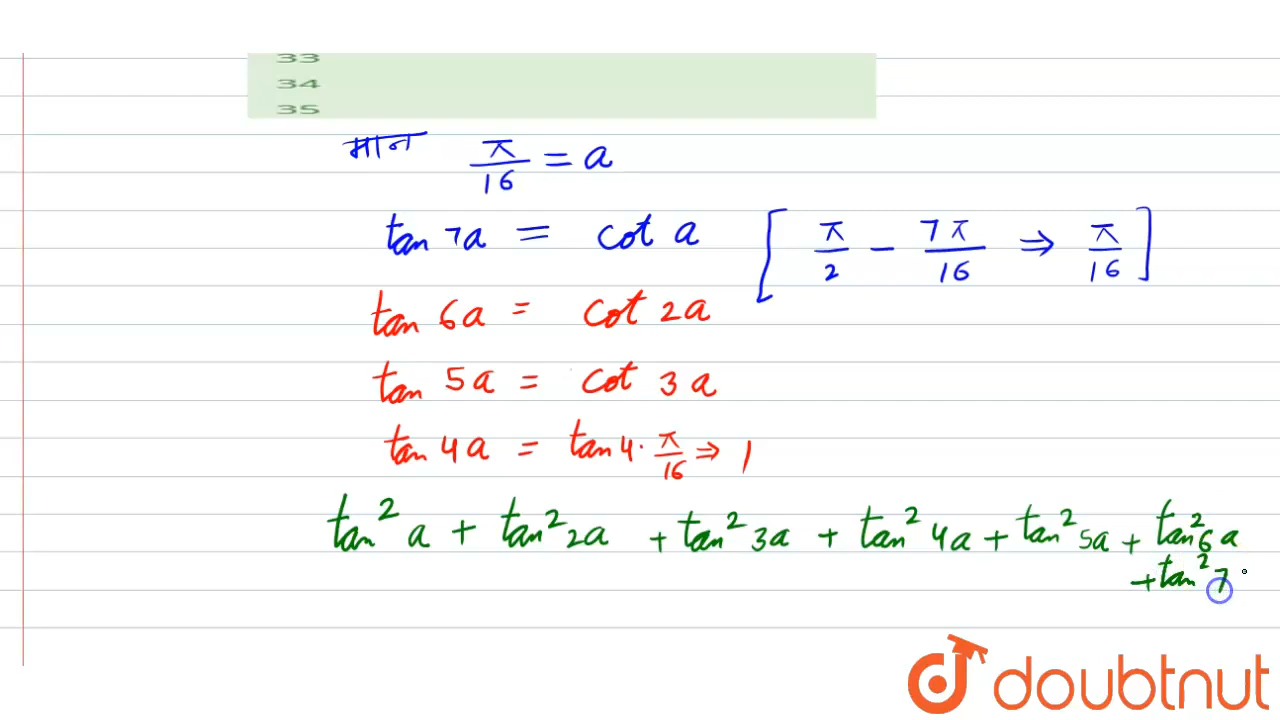 33
34
35
मान π/16 = a
tan 7a = cot a [ π/2 - 7π/16 ⇒ π/16 ]
tan 6a = cot 2a
tan 5a = cot 3a
tan 4a = tan 4 · π/16 ⇒ 1
tan² a + tan² 2a + tan² 3a + tan² 4a + tan² 5a + tan² 6a
+ tan² 7
doubtnut